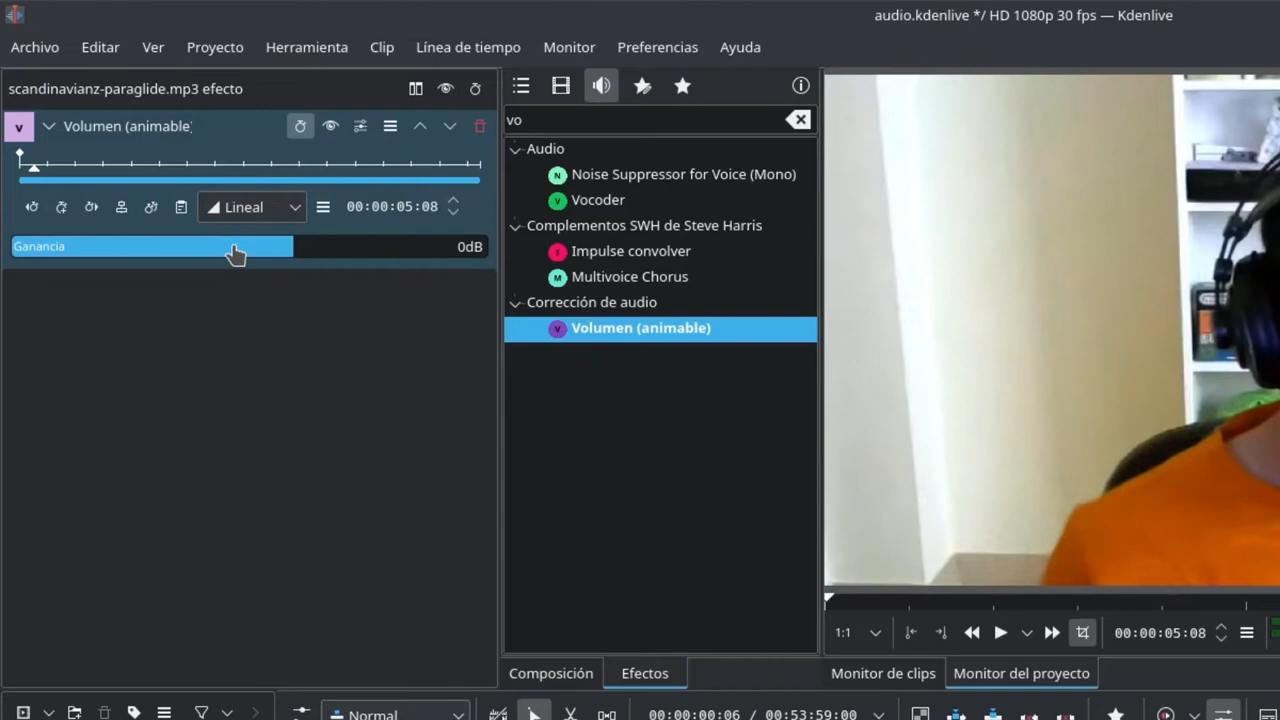 audio.kdenlive */ HD 1080p 30 fps — Kdenlive
Archivo Editar Ver Proyecto Herramienta Clip Línea de tiempo Monitor Preferencias Ayuda
scandinavianz-paraglide.mp3 efecto
v Volumen (animable)
Lineal 00:00:05:08
Ganancia 0dB
vo
Audio
N Noise Suppressor for Voice (Mono)
V Vocoder
Complementos SWH de Steve Harris
I Impulse convolver
M Multivoice Chorus
Corrección de audio
V Volumen (animable)
1:1 00:00:05:08
Composición Efectos Monitor de clips Monitor del proyecto
Normal 00:00:00:06 / 00:53:59:00